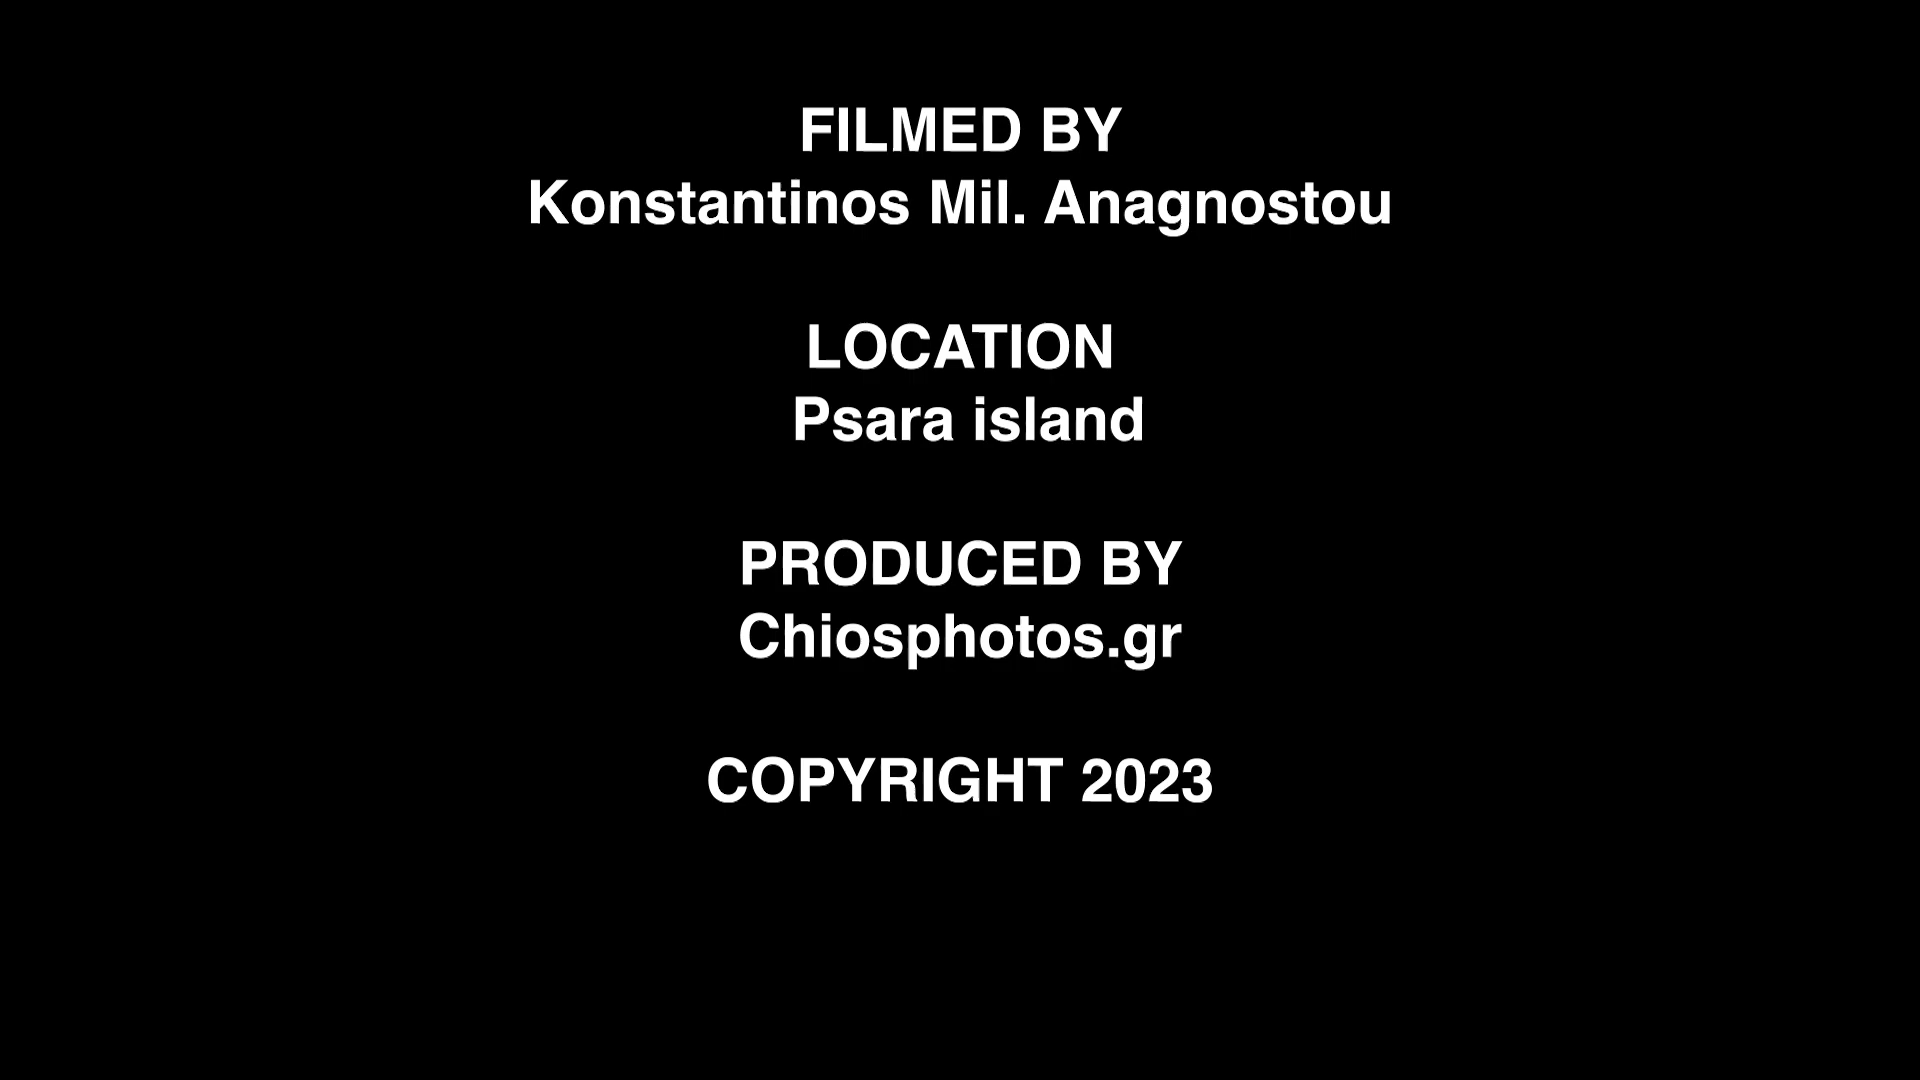 FILMED BY
Konstantinos Mil. Anagnostou
LOCATION
Psara island
PRODUCED BY
Chiosphotos.gr
COPYRIGHT 2023